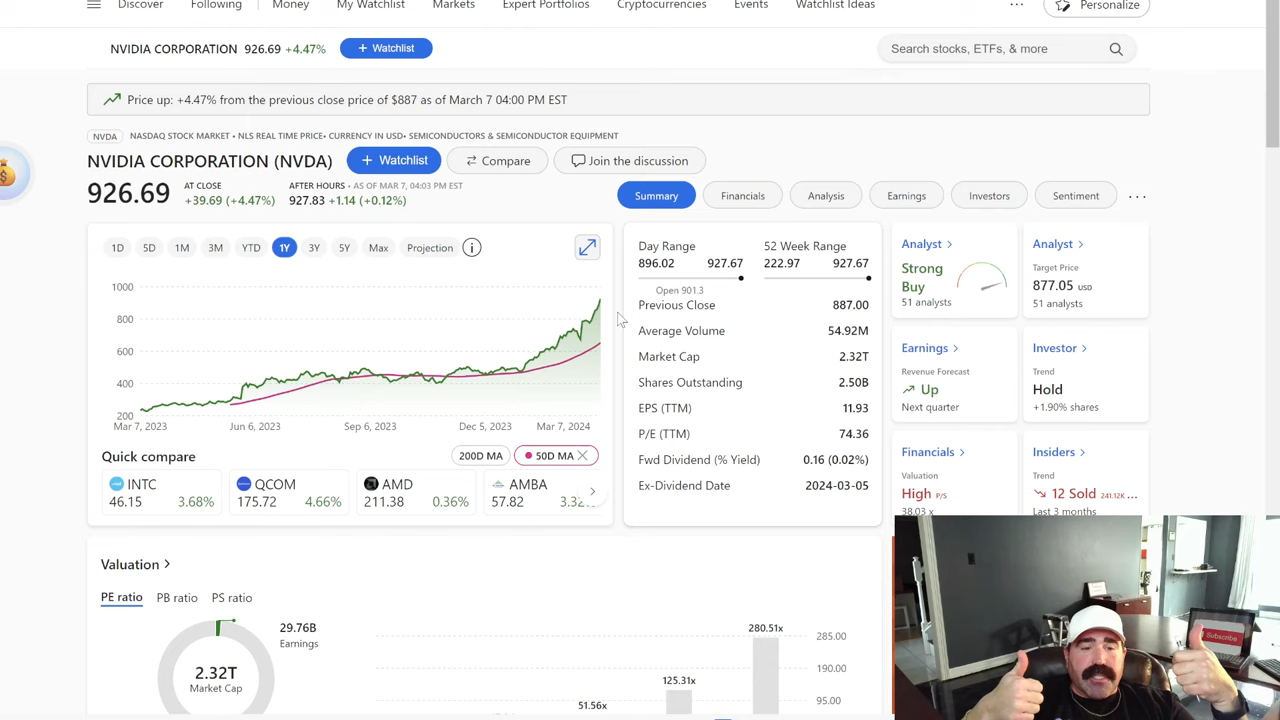 Discover Following Money My Watchlist Markets Expert Portfolios Cryptocurrencies Events Watchlist Ideas ... Personalize
NVIDIA CORPORATION 926.69 +4.47% + Watchlist Search stocks, ETFs, & more
Price up: +4.47% from the previous close price of $887 as of March 7 04:00 PM EST
NVDA NASDAQ STOCK MARKET • NLS REAL TIME PRICE• CURRENCY IN USD• SEMICONDUCTORS & SEMICONDUCTOR EQUIPMENT
NVIDIA CORPORATION (NVDA) + Watchlist Compare Join the discussion
926.69 AT CLOSE +39.69 (+4.47%) AFTER HOURS • AS OF MAR 7, 04:03 PM EST 927.83 +1.14 (+0.12%)
Summary Financials Analysis Earnings Investors Sentiment ...
1D 5D 1M 3M YTD 1Y 3Y 5Y Max Projection i
1000
800
600
400
200
Mar 7, 2023 Jun 6, 2023 Sep 6, 2023 Dec 5, 2023 Mar 7, 2024
Quick compare 200D MA 50D MA
INTC QCOM AMD AMBA
46.15 3.68% 175.72 4.66% 211.38 0.36% 57.82 3.32...
Day Range 52 Week Range
896.02 927.67 222.97 927.67
Open 901.3
Previous Close 887.00
Average Volume 54.92M
Market Cap 2.32T
Shares Outstanding 2.50B
EPS (TTM) 11.93
P/E (TTM) 74.36
Fwd Dividend (% Yield) 0.16 (0.02%)
Ex-Dividend Date 2024-03-05
Analyst >
Strong
Buy
51 analysts
Analyst >
Target Price
877.05 USD
51 analysts
Earnings >
Revenue Forecast
Up
Next quarter
Investor >
Trend
Hold
+1.90% shares
Financials >
Valuation
High P/S
38.03 x
Insiders >
Trend
12 Sold 241.12K ...
Last 3 months
Valuation >
PE ratio PB ratio PS ratio
29.76B
Earnings
2.32T
Market Cap
280.51x
285.00
190.00
125.31x
95.00
51.56x
Subscribe